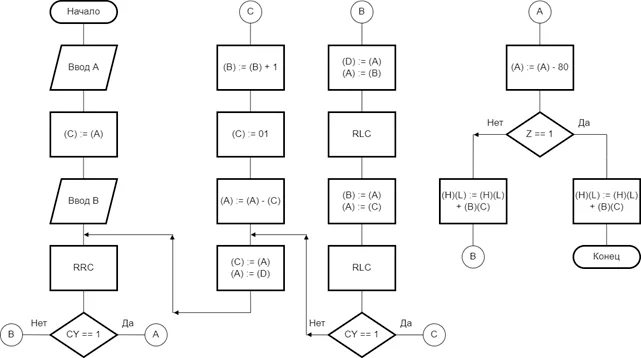 Начало
Ввод A
(C) := (A)
Ввод B
RRC
Нет
Да
B
CY == 1
A
C
(B) := (B) + 1
(C) := 01
(A) := (A) - (C)
(C) := (A)
(A) := (D)
B
(D) := (A)
(A) := (B)
RLC
(B) := (A)
(A) := (C)
RLC
Нет
Да
CY == 1
C
A
(A) := (A) - 80
Нет
Да
Z == 1
(H)(L) := (H)(L)
+ (B)(C)
B
(H)(L) := (H)(L)
+ (B)(C)
Конец